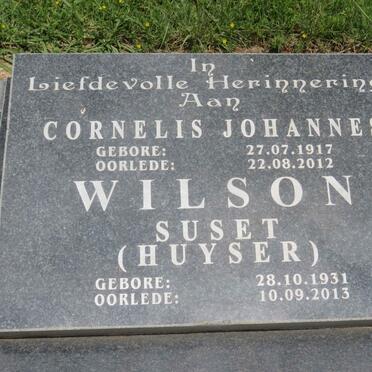 In
Liefdevolle Herinnering
Aan
CORNELIS JOHANNES
GEBORE: 27.07.1917
OORLEDE: 22.08.2012
WILSON
SUSET
(HUYSER)
GEBORE: 28.10.1931
OORLEDE: 10.09.2013